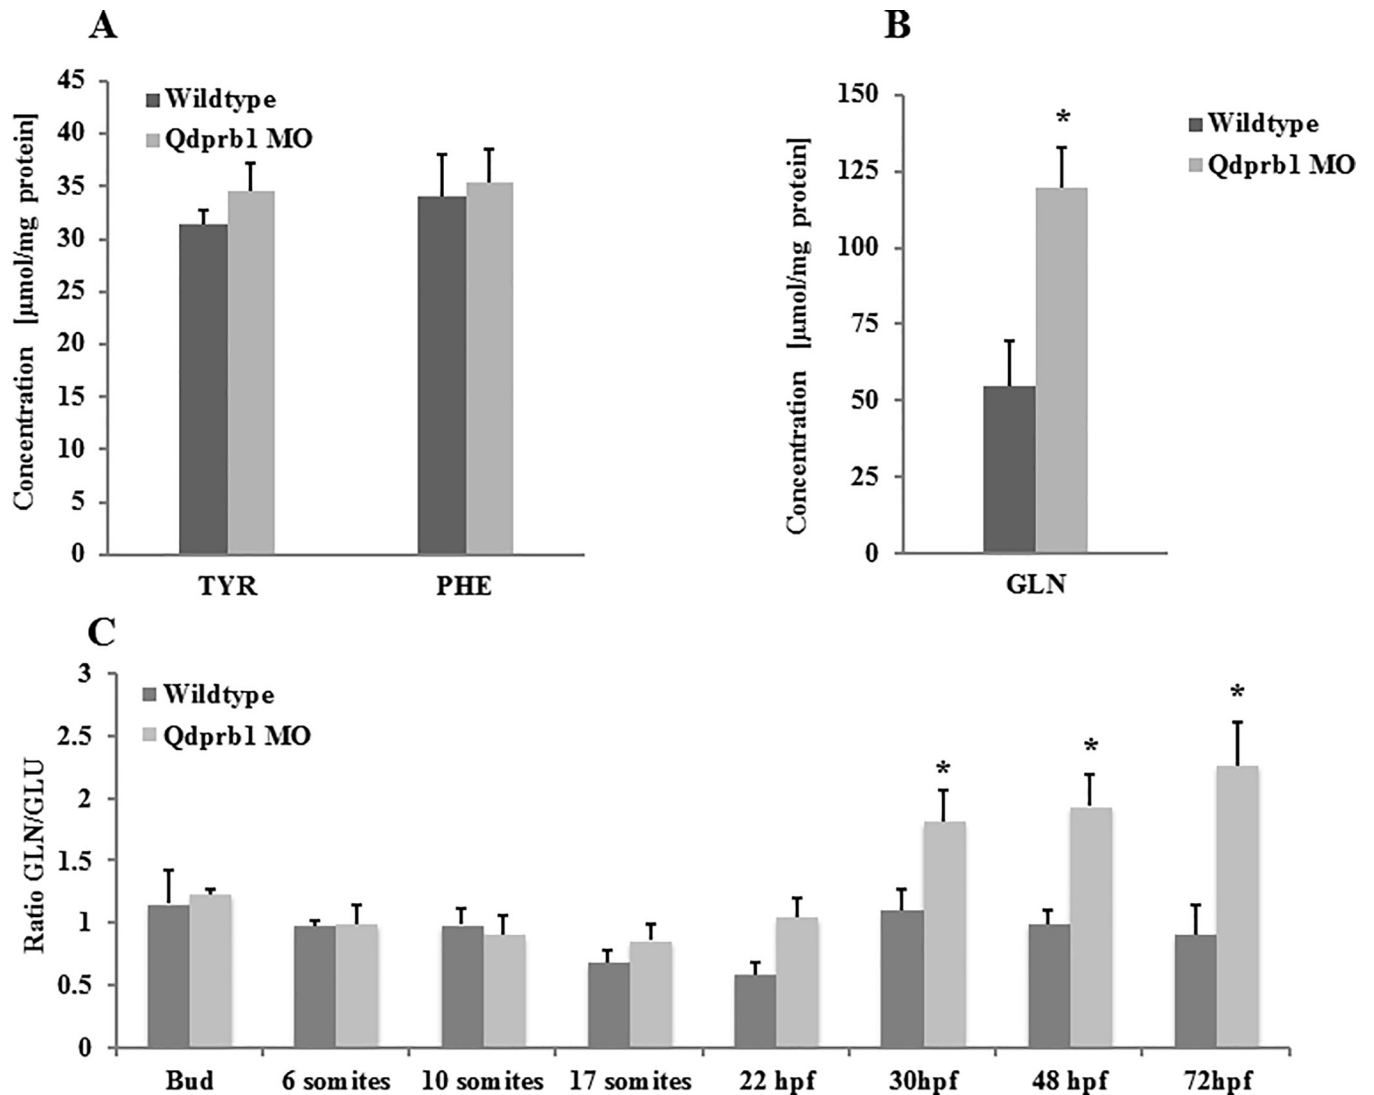 A
Concentration [µmol/mg protein]
45
40
35
30
25
20
15
10
5
0
Wildtype
Qdprb1 MO
TYR PHE
B
Concentration [µmol/mg protein]
150
125
100
75
50
25
0
*
Wildtype
Qdprb1 MO
GLN
C
Ratio GLN/GLU
3
2.5
2
1.5
1
0.5
0
Wildtype
Qdprb1 MO
* * *
Bud 6 somites 10 somites 17 somites 22 hpf 30hpf 48 hpf 72hpf